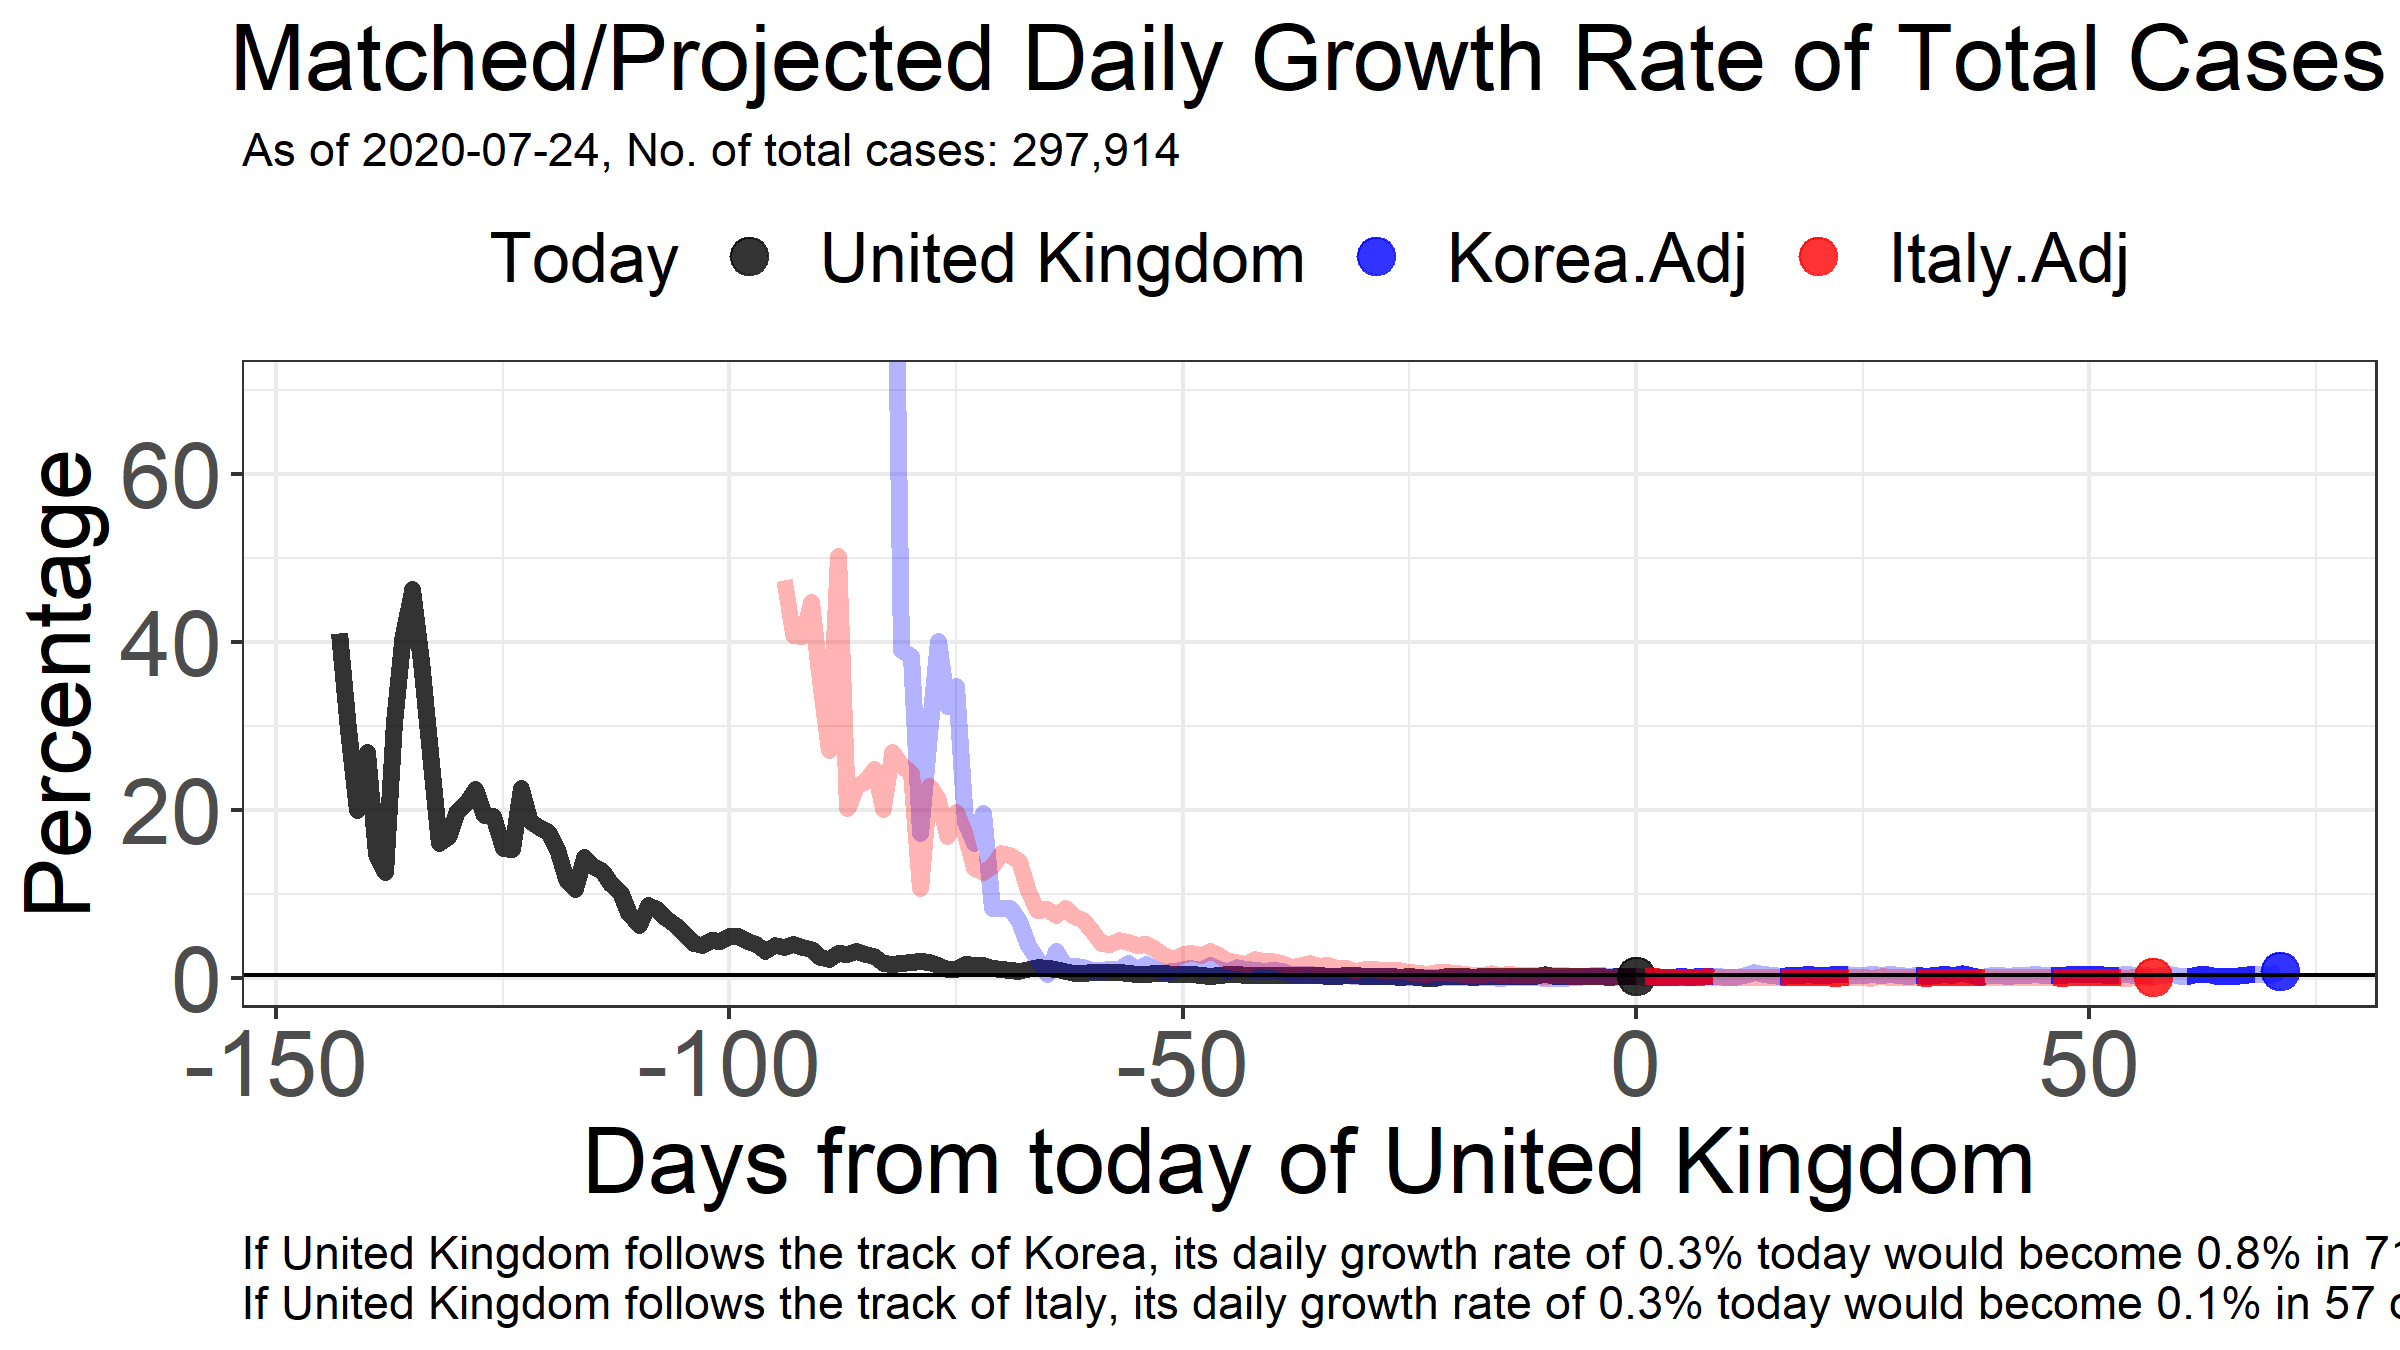 Matched/Projected Daily Growth Rate of Total Cases
As of 2020-07-24, No. of total cases: 297,914
Today United Kingdom Korea.Adj Italy.Adj
Percentage
60
40
20
0
-150 -100 -50 0 50
Days from today of United Kingdom
If United Kingdom follows the track of Korea, its daily growth rate of 0.3% today would become 0.8% in 71
If United Kingdom follows the track of Italy, its daily growth rate of 0.3% today would become 0.1% in 57